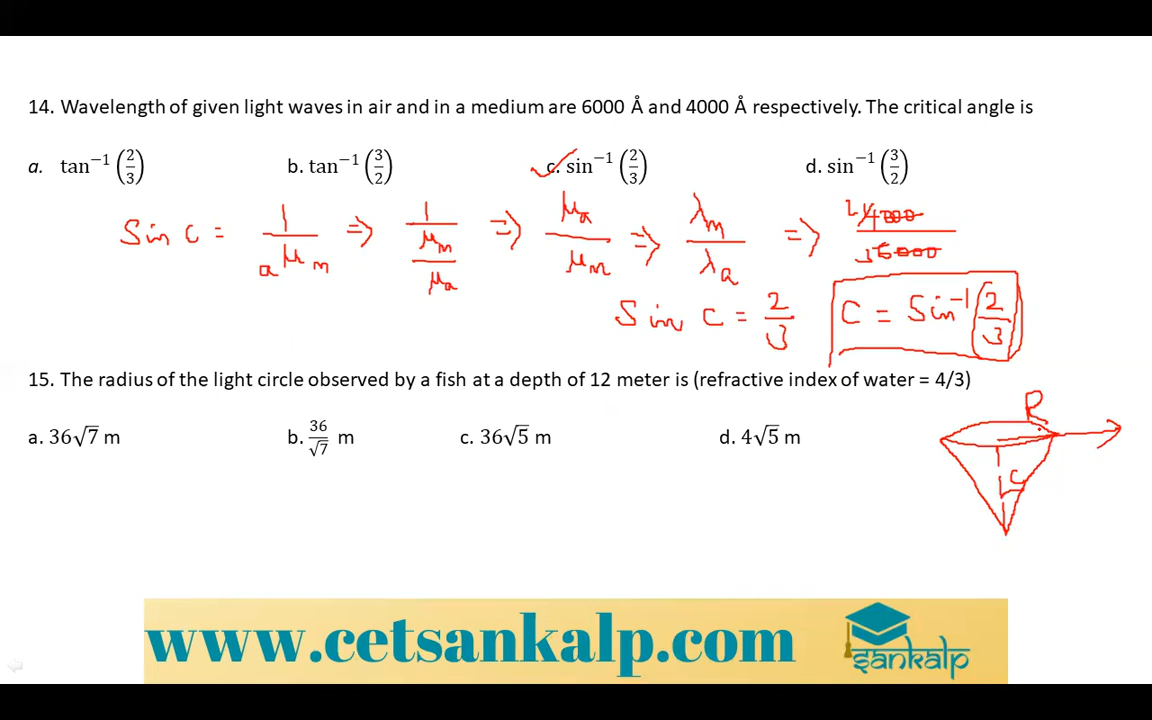 14. Wavelength of given light waves in air and in a medium are 6000 Å and 4000 Å respectively. The critical angle is
a. tan⁻¹ (2/3) b. tan⁻¹ (3/2) c. sin⁻¹ (2/3) d. sin⁻¹ (3/2)
Sin C = 1/aμm ⇒ 1/(μm/μa) ⇒ μa/μm ⇒ λm/λa ⇒ 2 4000/3 6000
Sin C = 2/3 C = Sin⁻¹ (2/3)
15. The radius of the light circle observed by a fish at a depth of 12 meter is (refractive index of water = 4/3)
R
a. 36√7 m b. 36/√7 m c. 36√5 m d. 4√5 m
C
www.cetsankalp.com
sankalp